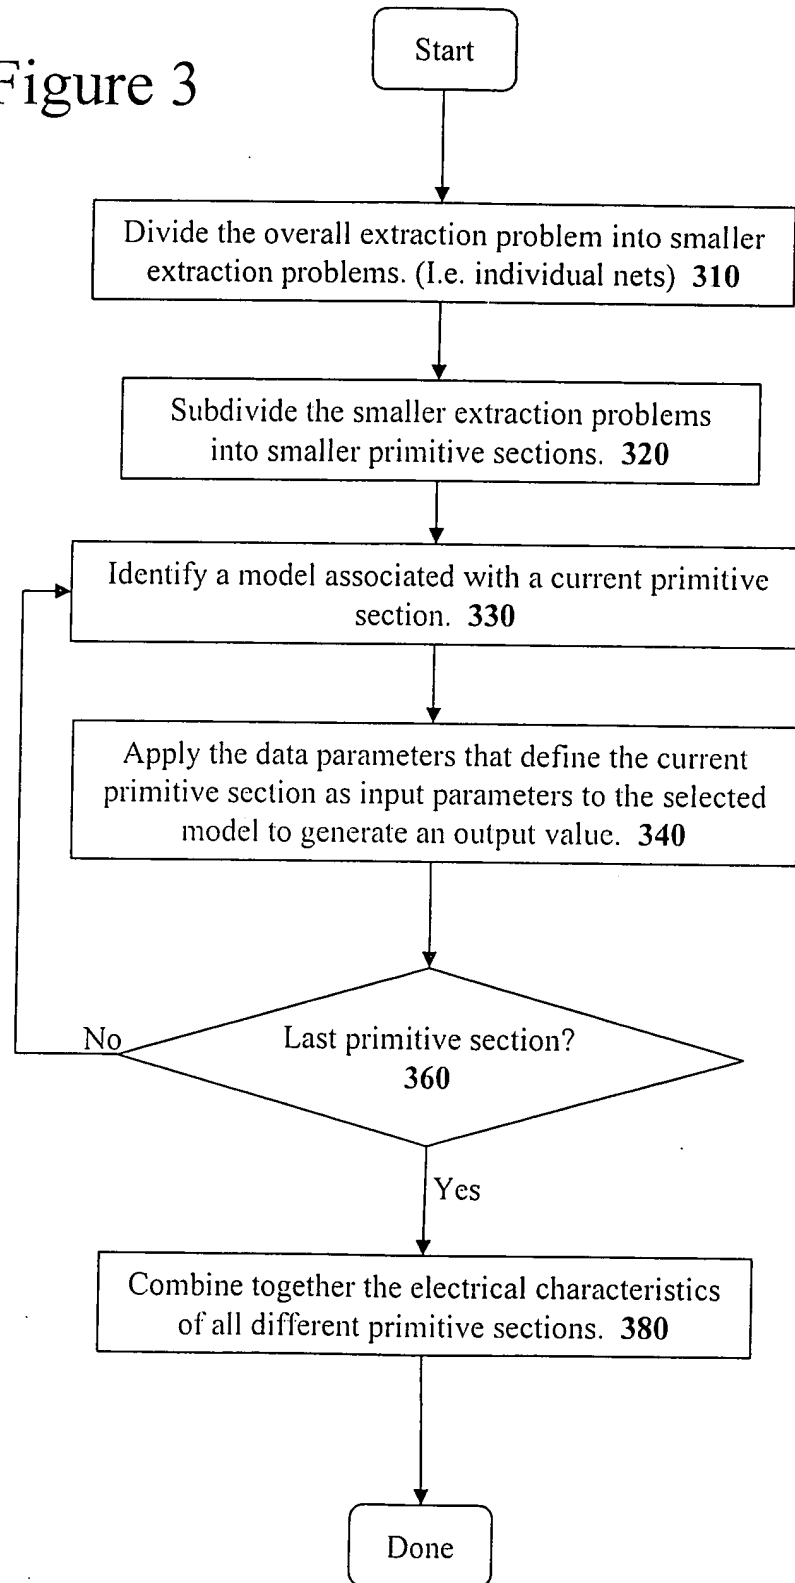 Figure 3
Start
Divide the overall extraction problem into smaller
extraction problems. (I.e. individual nets) 310
Subdivide the smaller extraction problems
into smaller primitive sections. 320
Identify a model associated with a current primitive
section. 330
Apply the data parameters that define the current
primitive section as input parameters to the selected
model to generate an output value. 340
Last primitive section?
360
No
Yes
Combine together the electrical characteristics
of all different primitive sections. 380
Done